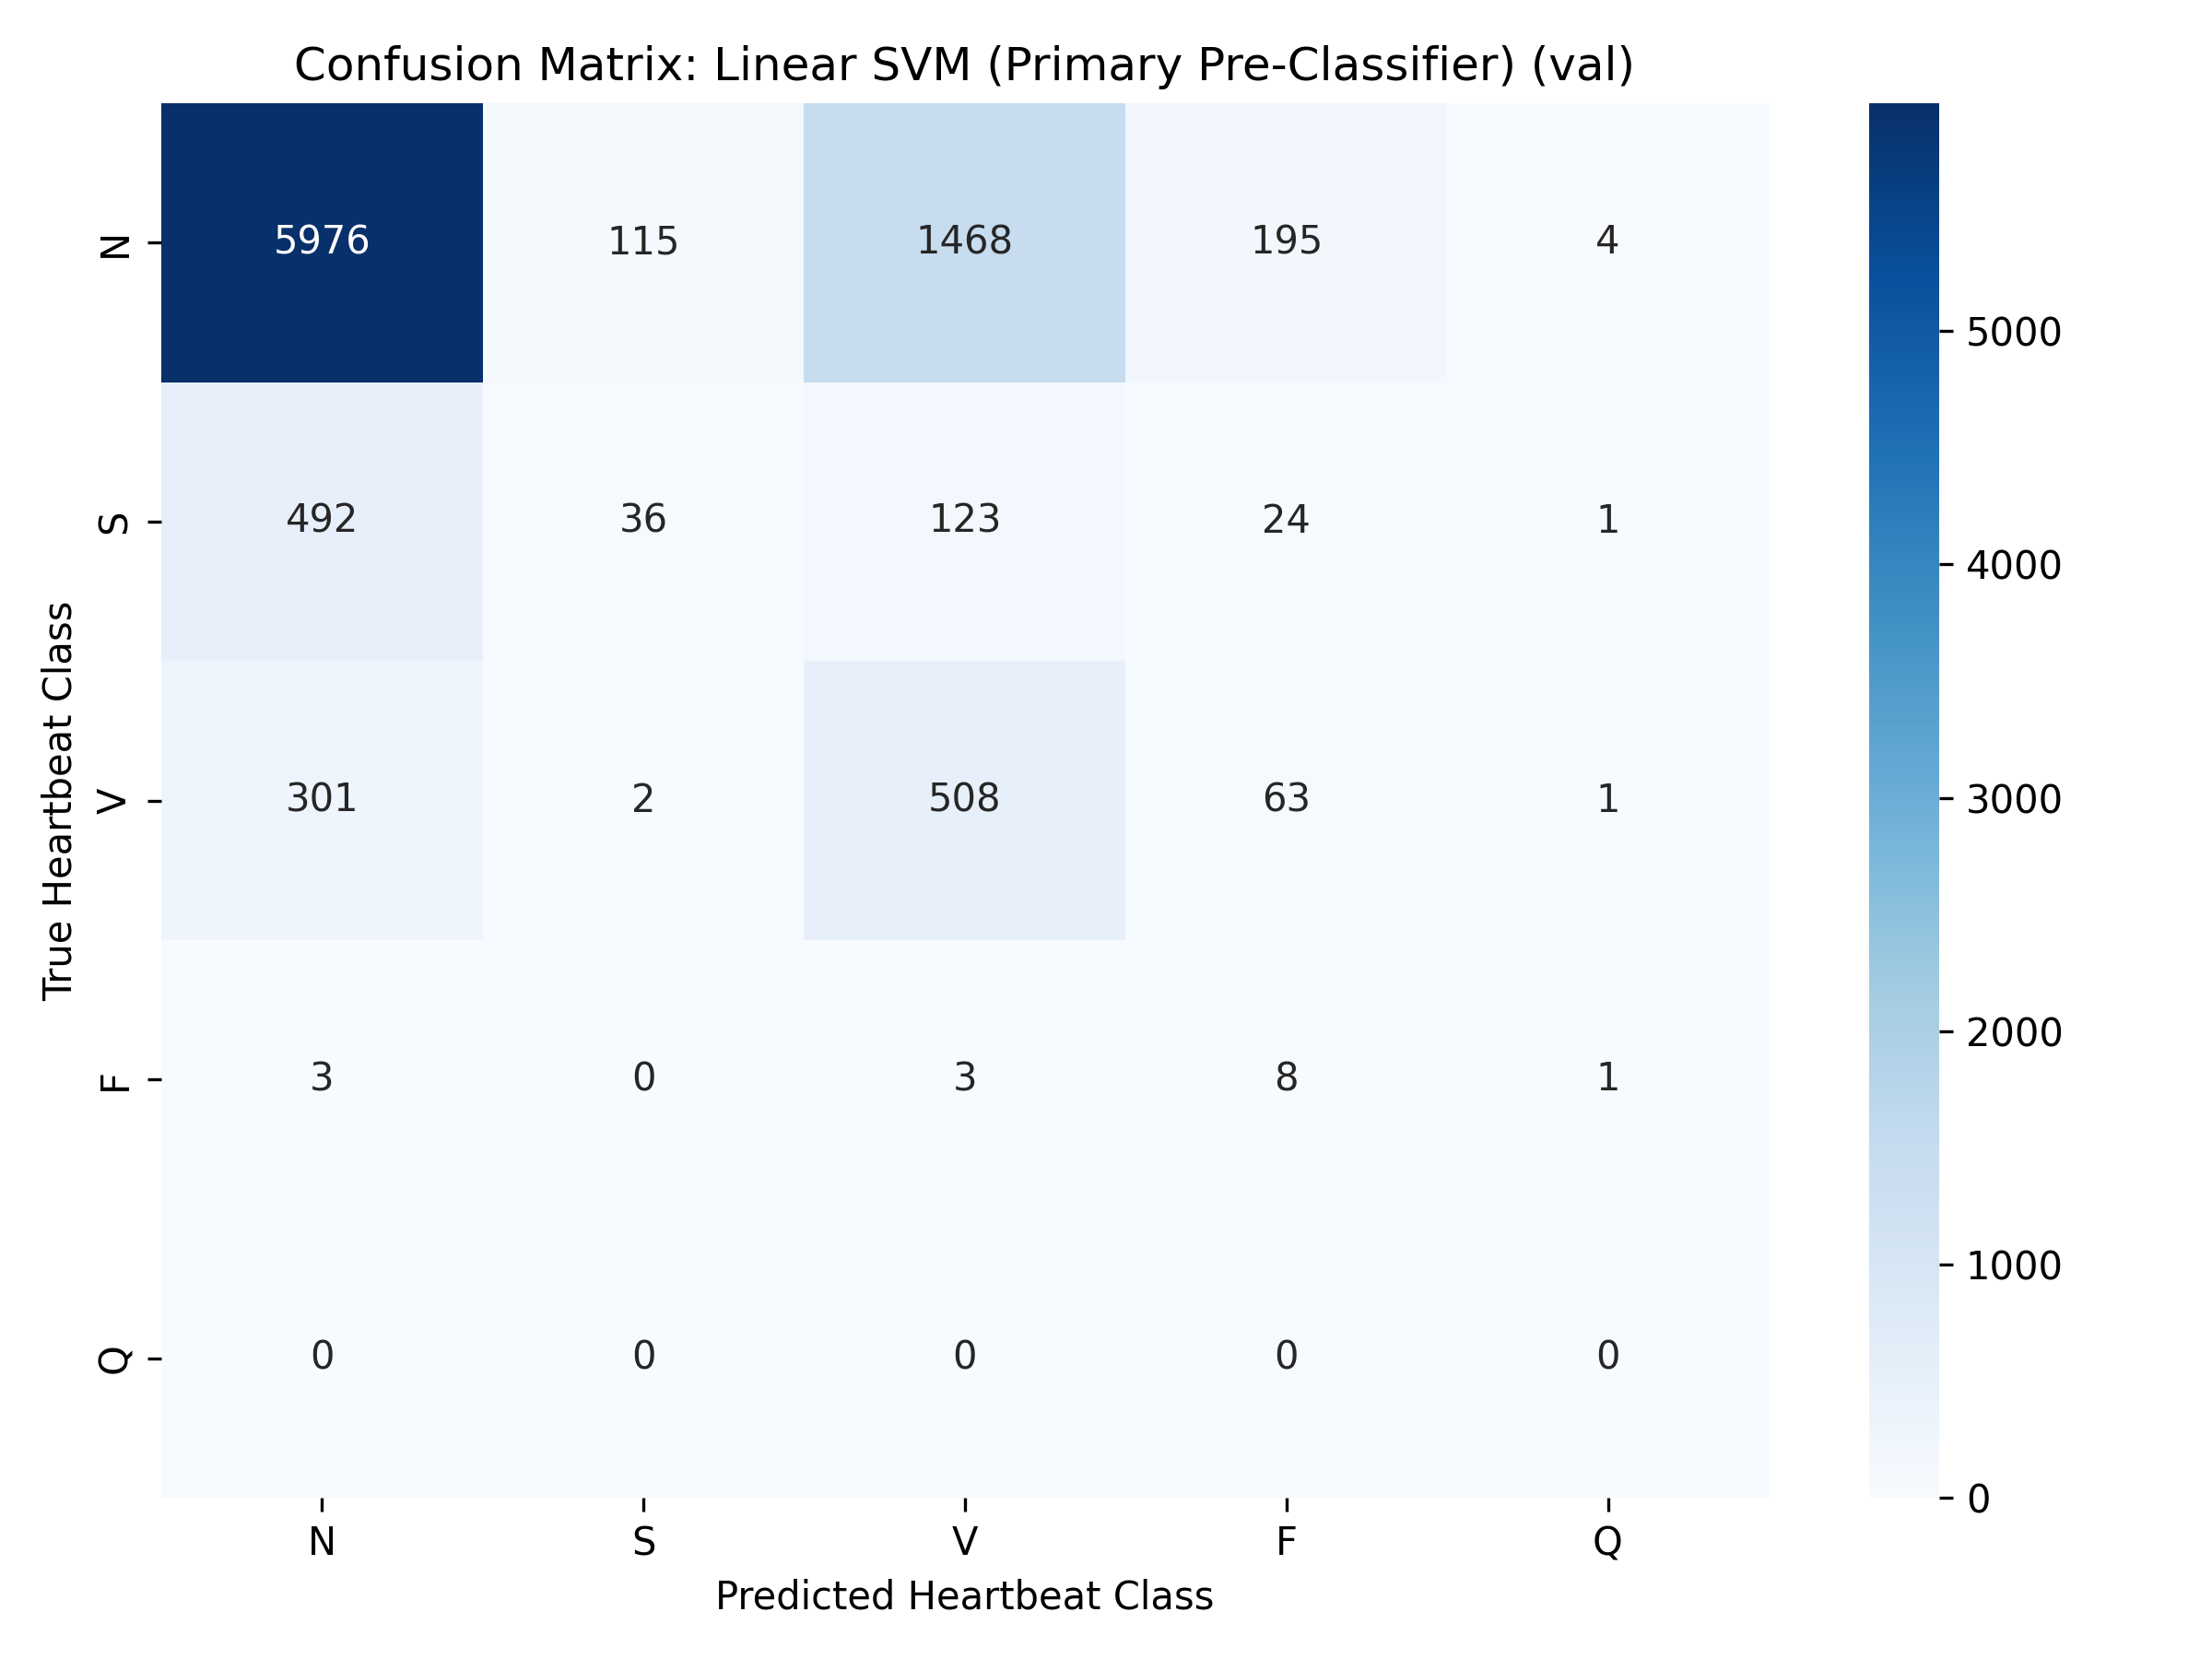 Confusion Matrix: Linear SVM (Primary Pre-Classifier) (val)
True Heartbeat Class
N 5976 115 1468 195 4
S 492 36 123 24 1
V 301 2 508 63 1
F 3 0 3 8 1
Q 0 0 0 0 0
N S V F Q
Predicted Heartbeat Class
5000
4000
3000
2000
1000
0